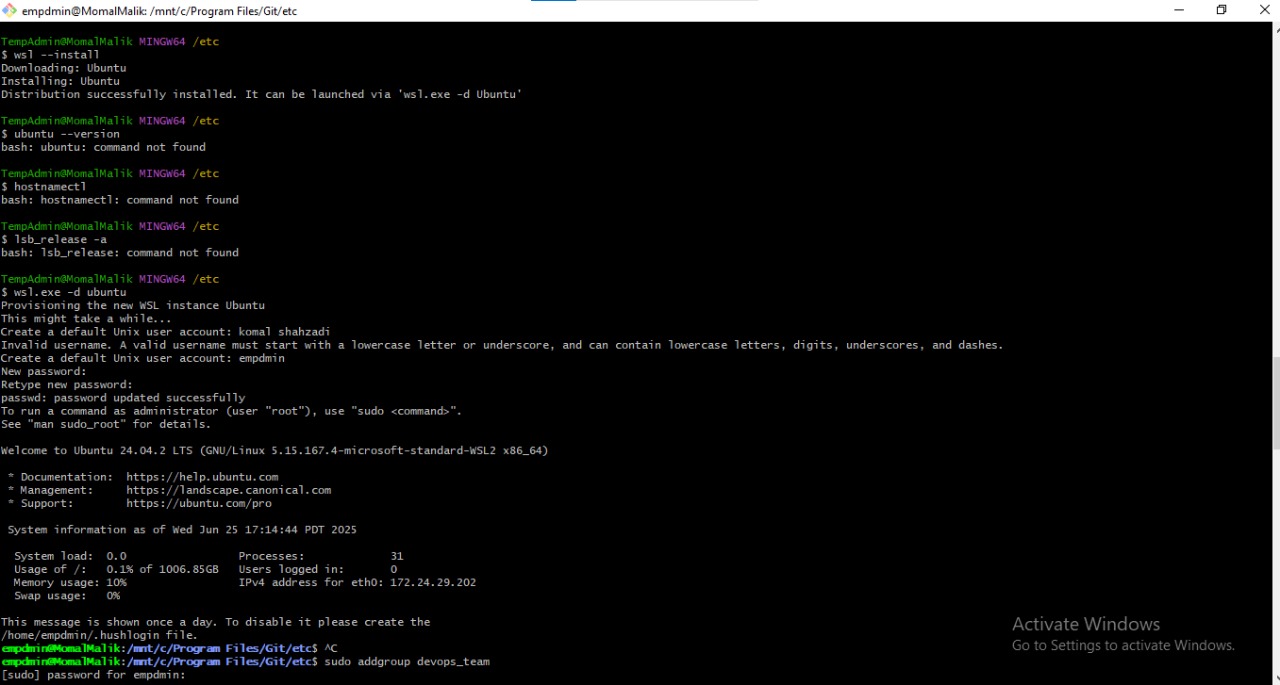 empdmin@MomalMalik: /mnt/c/Program Files/Git/etc
TempAdmin@MomalMalik MINGW64 /etc
$ wsl --install
Downloading: Ubuntu
Installing: Ubuntu
Distribution successfully installed. It can be launched via 'wsl.exe -d Ubuntu'
TempAdmin@MomalMalik MINGW64 /etc
$ ubuntu --version
bash: ubuntu: command not found
TempAdmin@MomalMalik MINGW64 /etc
$ hostnamectl
bash: hostnamectl: command not found
TempAdmin@MomalMalik MINGW64 /etc
$ lsb_release -a
bash: lsb_release: command not found
TempAdmin@MomalMalik MINGW64 /etc
$ wsl.exe -d ubuntu
Provisioning the new WSL instance Ubuntu
This might take a while...
Create a default Unix user account: komal shahzadi
Invalid username. A valid username must start with a lowercase letter or underscore, and can contain lowercase letters, digits, underscores, and dashes.
Create a default Unix user account: empdmin
New password:
Retype new password:
passwd: password updated successfully
To run a command as administrator (user "root"), use "sudo <command>".
See "man sudo_root" for details.
Welcome to Ubuntu 24.04.2 LTS (GNU/Linux 5.15.167.4-microsoft-standard-WSL2 x86_64)
* Documentation: https://help.ubuntu.com
* Management: https://landscape.canonical.com
* Support: https://ubuntu.com/pro
System information as of Wed Jun 25 17:14:44 PDT 2025
System load: 0.0 Processes: 31
Usage of /: 0.1% of 1006.85GB Users logged in: 0
Memory usage: 10% IPv4 address for eth0: 172.24.29.202
Swap usage: 0%
This message is shown once a day. To disable it please create the
/home/empdmin/.hushlogin file.
empdmin@MomalMalik:/mnt/c/Program Files/Git/etc$ ^C
empdmin@MomalMalik:/mnt/c/Program Files/Git/etc$ sudo addgroup devops_team
[sudo] password for empdmin:
Activate Windows
Go to Settings to activate Windows.